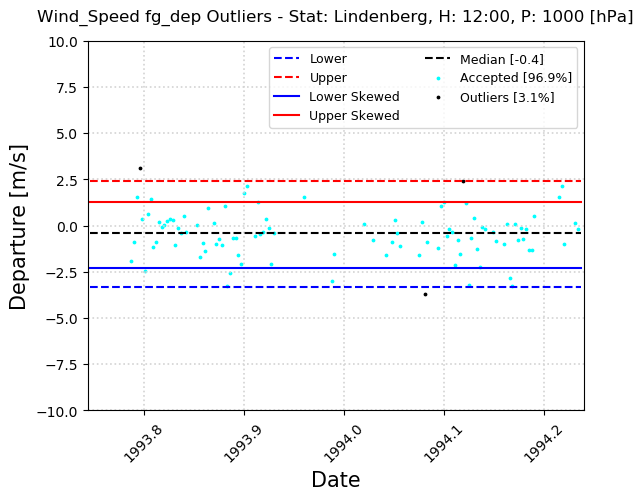 Wind_Speed fg_dep Outliers - Stat: Lindenberg, H: 12:00, P: 1000 [hPa]
Lower
Upper
Lower Skewed
Upper Skewed
Median [-0.4]
Accepted [96.9%]
Outliers [3.1%]
Departure [m/s]
10.0
7.5
5.0
2.5
0.0
−2.5
−5.0
−7.5
−10.0
1993.8
1993.9
1994.0
1994.1
1994.2
Date